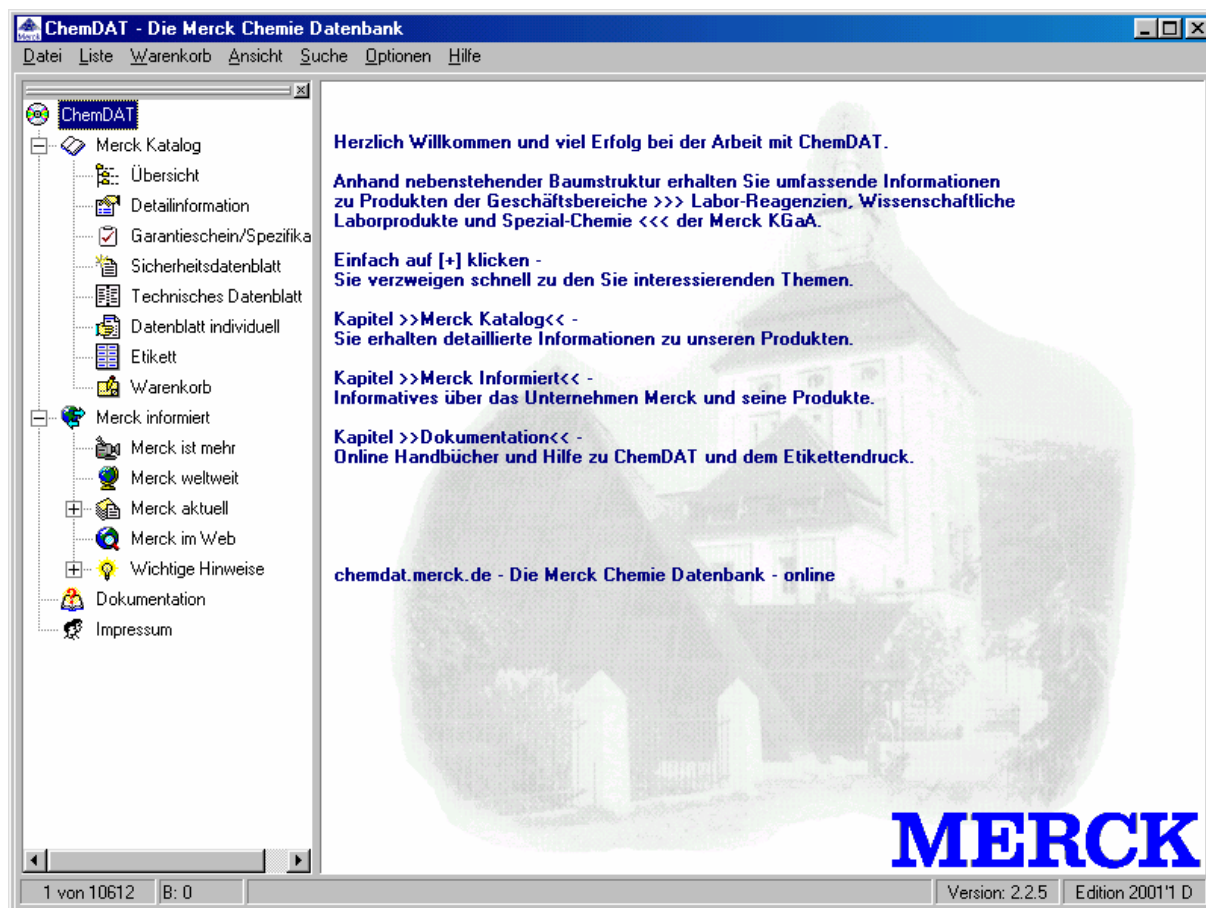 ChemDAT - Die Merck Chemie Datenbank
Datei Liste Warenkorb Ansicht Suche Optionen Hilfe
ChemDAT
Merck Katalog
Übersicht
Detailinformation
Garantieschein/Spezifika
Sicherheitsdatenblatt
Technisches Datenblatt
Datenblatt individuell
Etikett
Warenkorb
Merck informiert
Merck ist mehr
Merck weltweit
Merck aktuell
Merck im Web
Wichtige Hinweise
Dokumentation
Impressum
Herzlich Willkommen und viel Erfolg bei der Arbeit mit ChemDAT.
Anhand nebenstehender Baumstruktur erhalten Sie umfassende Informationen
zu Produkten der Geschäftsbereiche >>> Labor-Reagenzien, Wissenschaftliche
Laborprodukte und Spezial-Chemie <<< der Merck KGaA.
Einfach auf [+] klicken -
Sie verzweigen schnell zu den Sie interessierenden Themen.
Kapitel >>Merck Katalog<< -
Sie erhalten detaillierte Informationen zu unseren Produkten.
Kapitel >>Merck Informiert<< -
Informatives über das Unternehmen Merck und seine Produkte.
Kapitel >>Dokumentation<< -
Online Handbücher und Hilfe zu ChemDAT und dem Etikettendruck.
chemdat.merck.de - Die Merck Chemie Datenbank - online
MERCK
1 von 10612 B: 0 Version: 2.2.5 Edition 2001'1 D